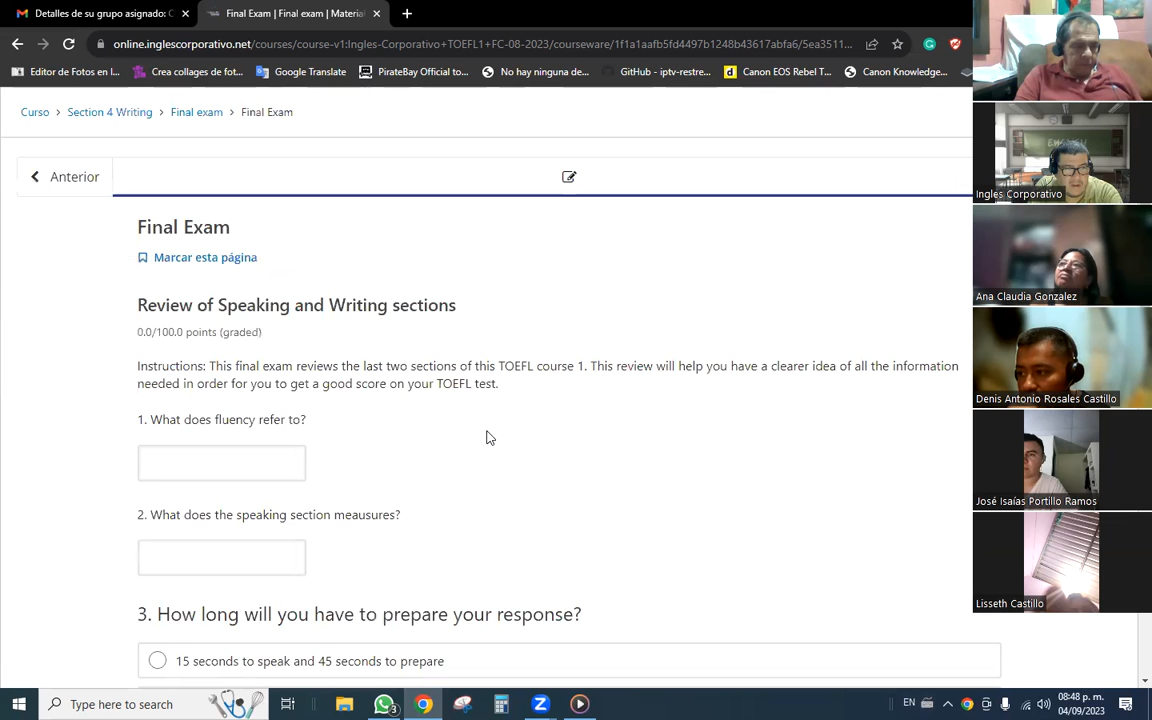 Detalles de su grupo asignado: C
Final Exam | Final exam | Material
online.inglescorporativo.net/courses/course-v1:Ingles-Corporativo+TOEFL1+FC-08-2023/courseware/1f1a1aafb5fd4497b1248b43617abfa6/5ea3511...
Editor de Fotos en l...
Crea collages de fot...
Google Translate
PirateBay Official to...
No hay ninguna de...
GitHub - iptv-restre...
Canon EOS Rebel T...
Canon Knowledge...
Curso > Section 4 Writing > Final exam > Final Exam
Anterior
Final Exam
Marcar esta página
Review of Speaking and Writing sections
0.0/100.0 points (graded)
Instructions: This final exam reviews the last two sections of this TOEFL course 1. This review will help you have a clearer idea of all the information
needed in order for you to get a good score on your TOEFL test.
1. What does fluency refer to?
2. What does the speaking section meausures?
3. How long will you have to prepare your response?
15 seconds to speak and 45 seconds to prepare
Ingles Corporativo
Ana Claudia Gonzalez
Denis Antonio Rosales Castillo
José Isaías Portillo Ramos
Lisseth Castillo
Type here to search
3
EN
08:48 p. m.
04/09/2023